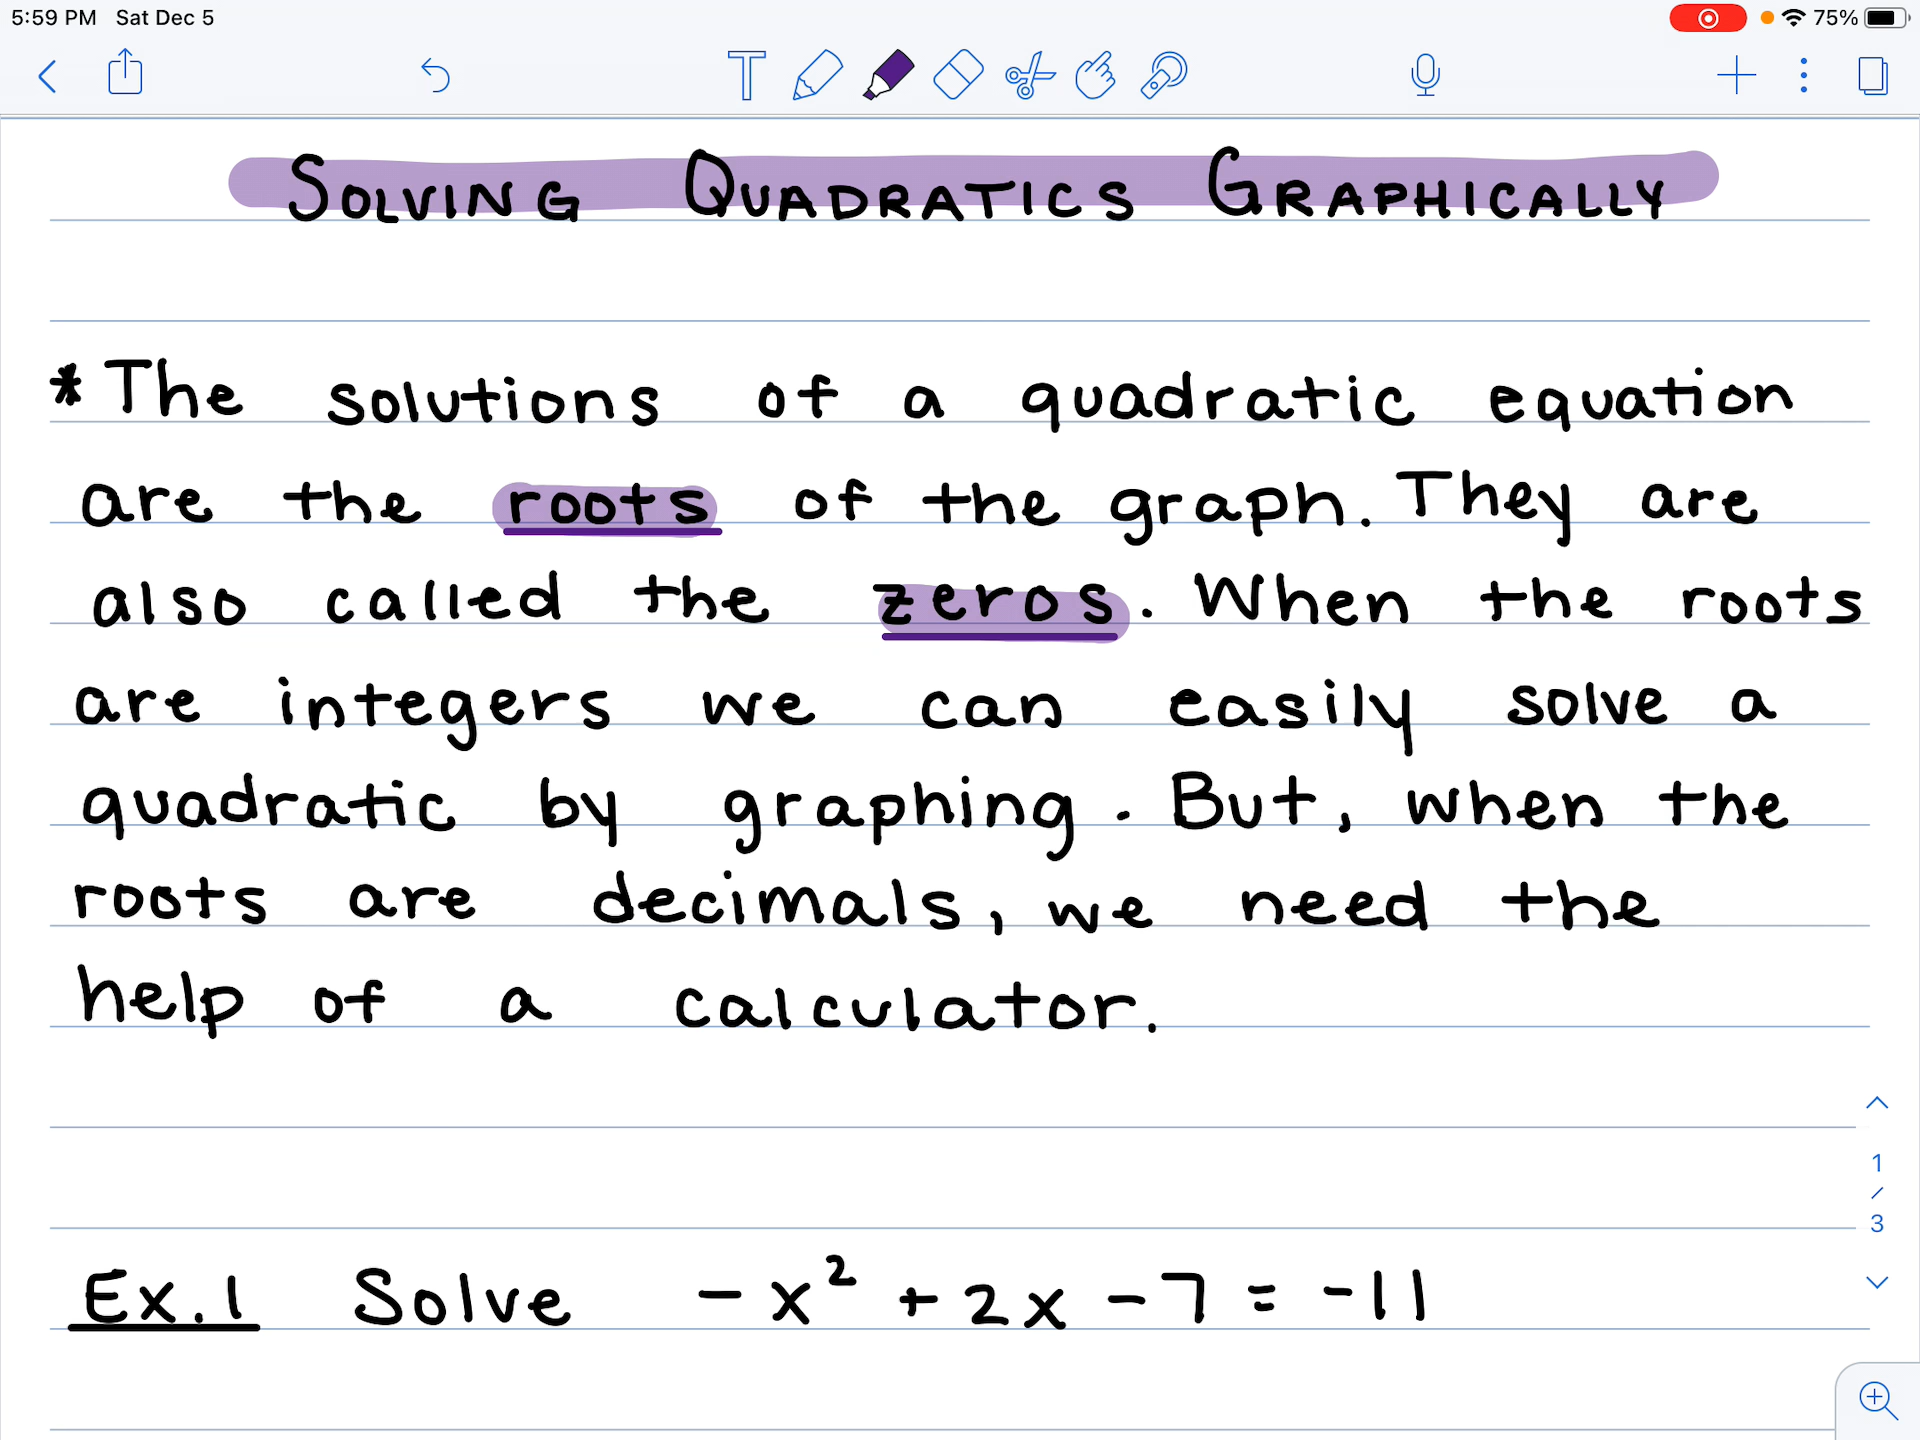 5:59 PM Sat Dec 5 75%
T
SOLVING QUADRATICS GRAPHICALLY
* The solutions of a quadratic equation
are the roots of the graph. They are
also called the zeros. When the roots
are integers we can easily solve a
quadratic by graphing. But, when the
roots are decimals, we need the
help of a calculator.
1
/
3
Ex. 1 Solve -x² + 2x - 7 = -11